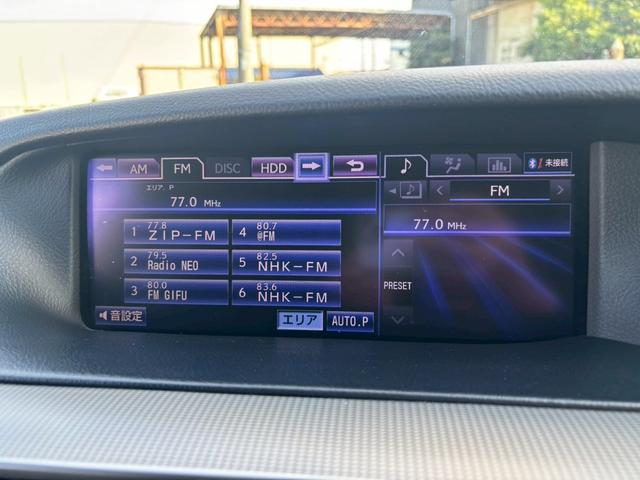 AM FM DISC HDD
エリア.P
77.0 MHz
1 77.8 ZIP-FM
4 80.7 @FM
2 79.5 Radio NEO
5 82.5 NHK-FM
3 80.0 FM GIFU
6 83.6 NHK-FM
音設定
エリア AUTO.P
未接続
FM
77.0 MHz
PRESET